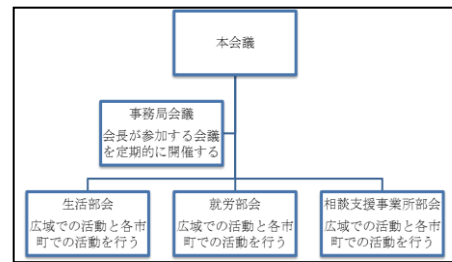 本会議
事務局会議
会長が参加する会議
を定期的に開催する
生活部会
広域での活動と各市
町での活動を行う
就労部会
広域での活動と各市
町での活動を行う
相談支援事業所部会
広域での活動と各市
町での活動を行う